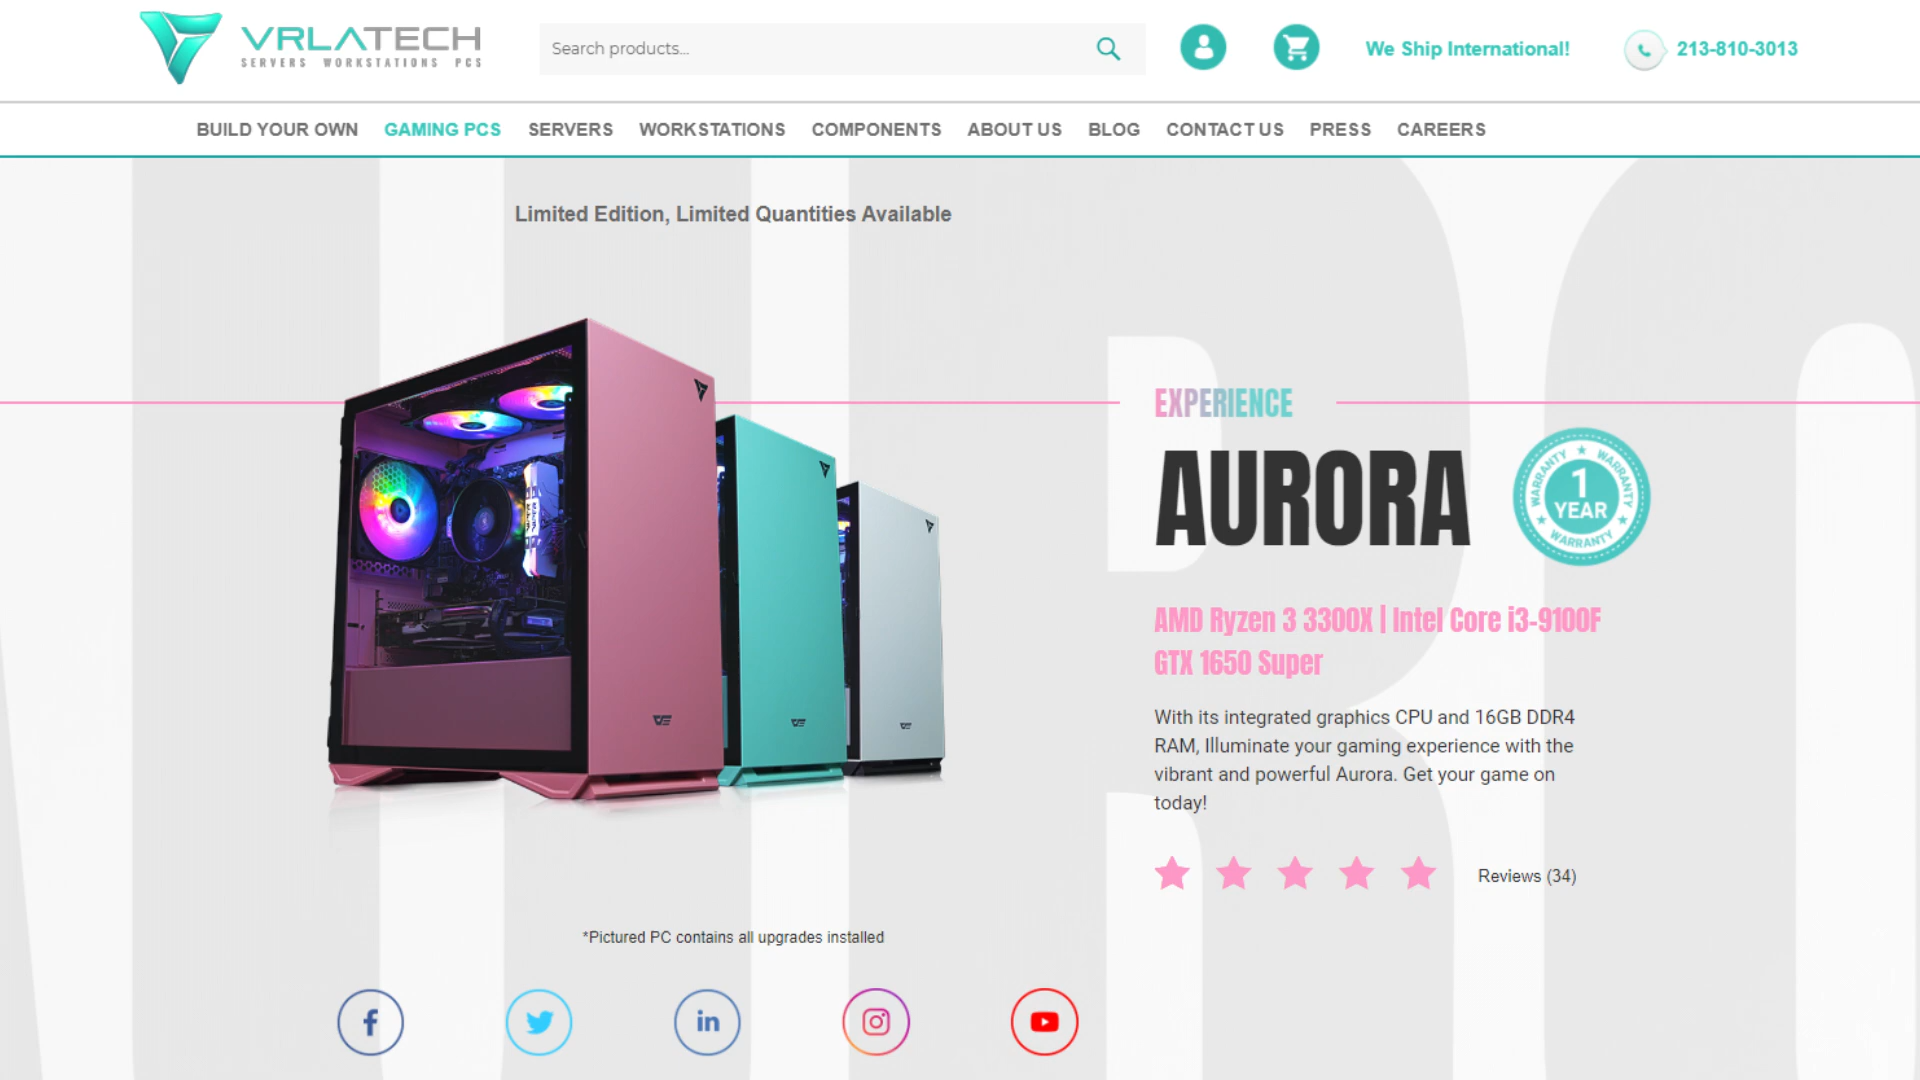 VRLATECH
SERVERS WORKSTATIONS PCS
Search products...
We Ship International!
213-810-3013
BUILD YOUR OWN GAMING PCS SERVERS WORKSTATIONS COMPONENTS ABOUT US BLOG CONTACT US PRESS CAREERS
Limited Edition, Limited Quantities Available
EXPERIENCE
AURORA
WARRANTY ★ WARRANTY ★ WARRANTY ★
1
YEAR
AMD Ryzen 3 3300X | Intel Core i3-9100F
GTX 1650 Super
With its integrated graphics CPU and 16GB DDR4
RAM, Illuminate your gaming experience with the
vibrant and powerful Aurora. Get your game on
today!
Reviews (34)
*Pictured PC contains all upgrades installed